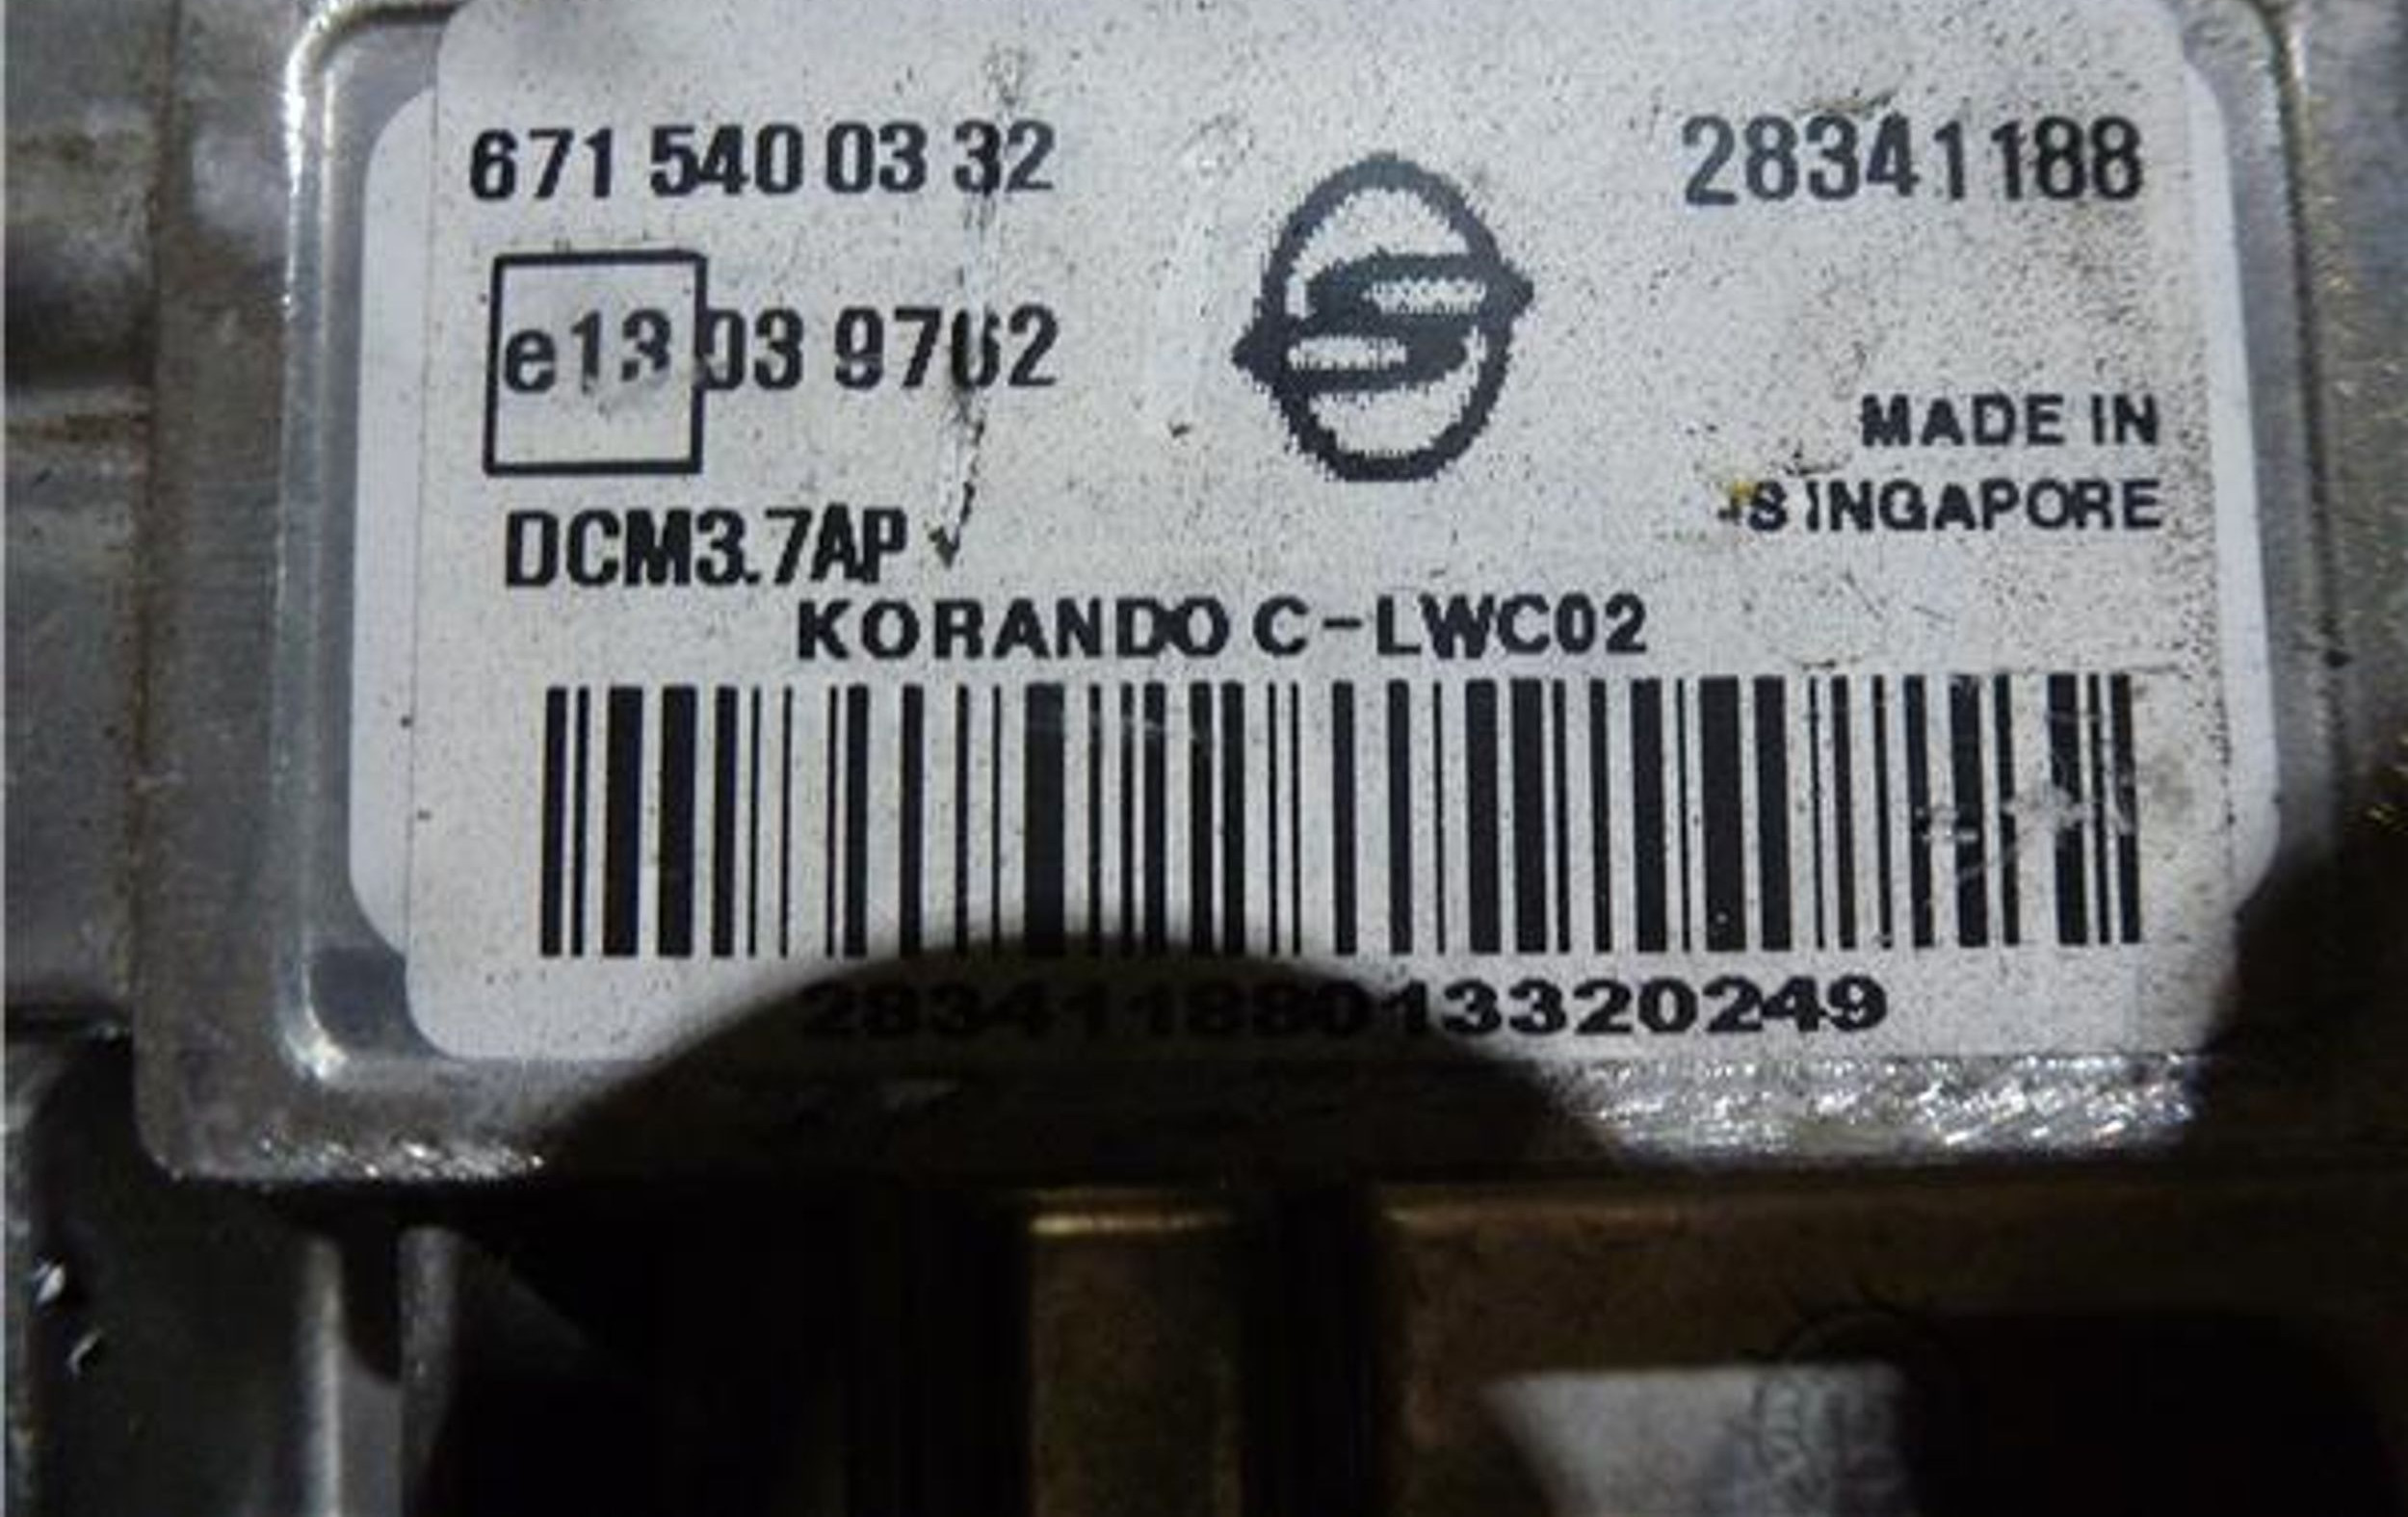 671 540 03 32
28341188
e13 03 9762
MADE IN
SINGAPORE
DCM3.7AP
KORANDO C-LWC02
28341188013320249